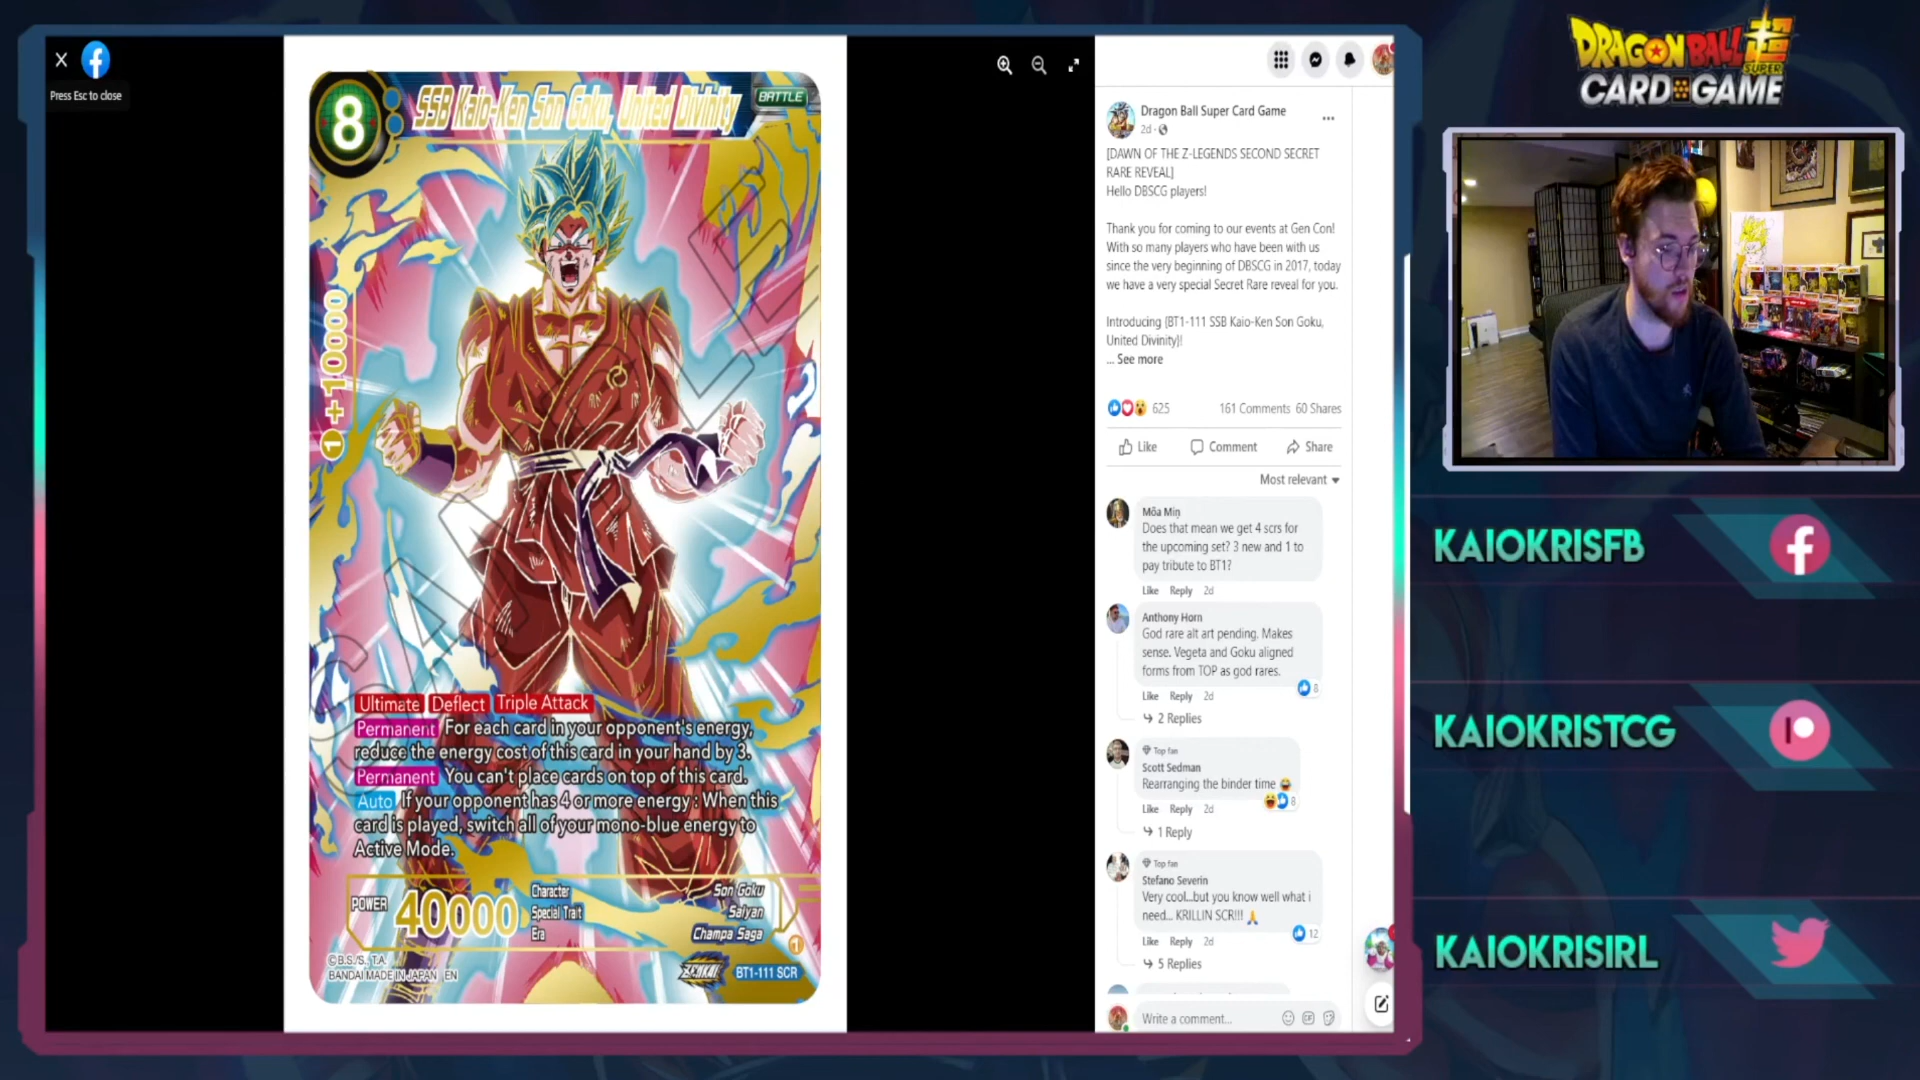 Press Esc to close
8
SSB Kaio-Ken Son Goku, United Divinity
BATTLE
1 +10000
SAMPLE
Ultimate Deflect Triple Attack
Permanent For each card in your opponent's energy,
reduce the energy cost of this card in your hand by 3.
Permanent You can't place cards on top of this card.
Auto If your opponent has 4 or more energy : When this
card is played, switch all of your mono-blue energy to
Active Mode.
POWER 40000
Character Son Goku
Special Trait Saiyan
Era Champa Saga
1
©B.S./S., T.A.
BANDAI MADE IN JAPAN EN
ZENKAI
BT1-111 SCR
Dragon Ball Super Card Game
2d
[DAWN OF THE Z-LEGENDS SECOND SECRET
RARE REVEAL]
Hello DBSCG players!
Thank you for coming to our events at Gen Con!
With so many players who have been with us
since the very beginning of DBSCG in 2017, today
we have a very special Secret Rare reveal for you.
Introducing {BT1-111 SSB Kaio-Ken Son Goku,
United Divinity}!
... See more
625
161 Comments 60 Shares
Like
Comment
Share
Most relevant
Mõa Miņ
Does that mean we get 4 scrs for
the upcoming set? 3 new and 1 to
pay tribute to BT1?
Like Reply 2d
Anthony Horn
God rare alt art pending. Makes
sense. Vegeta and Goku aligned
forms from TOP as god rares.
8
Like Reply 2d
2 Replies
Top fan
Scott Sedman
Rearranging the binder time
8
Like Reply 2d
1 Reply
Top fan
Stefano Severin
Very cool...but you know well what i
need... KRILLIN SCR!!!
12
Like Reply 2d
5 Replies
Write a comment...
GIF
DRAGON BALL
超
SUPER
CARD GAME
KAIOKRISFB
KAIOKRISTCG
KAIOKRISIRL